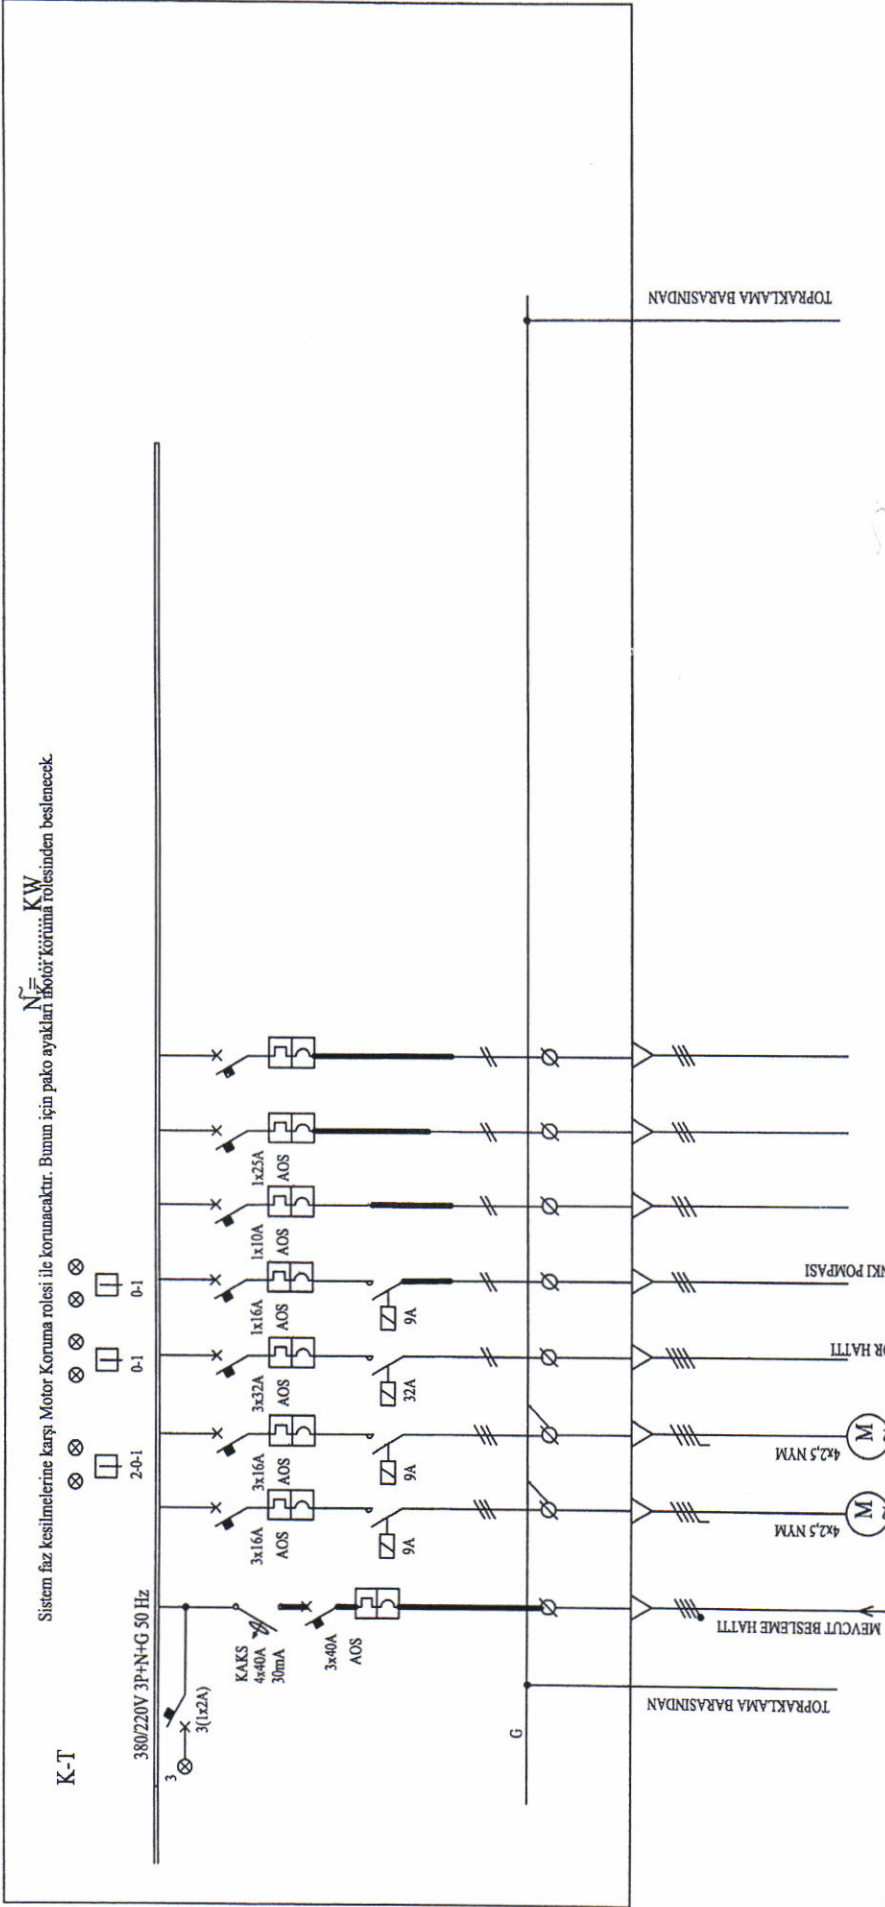 K-T
Ñ = .......... KW
K
Sistem faz kesilmelerine karşı Motor Koruma rolesi ile korunacaktır. Bunun için pako ayakları motor koruma rolesinden beslenecek.
2-0-1
0-1
0-1
380/220V 3P+N+G 50 Hz
3
3(1x2A)
KAKS
4x40A
30mA
3x40A
AOS
3x16A
AOS
9A
3x16A
AOS
9A
3x32A
AOS
32A
1x16A
AOS
9A
1x10A
AOS
1x25A
AOS
G
TOPRAKLAMA BARASINDAN
MEVCUT BESLEME HATTI
4x2,5 NYM
M
4x2,5 NYM
M
HATTI
POMPASI
TOPRAKLAMA BARASINDAN